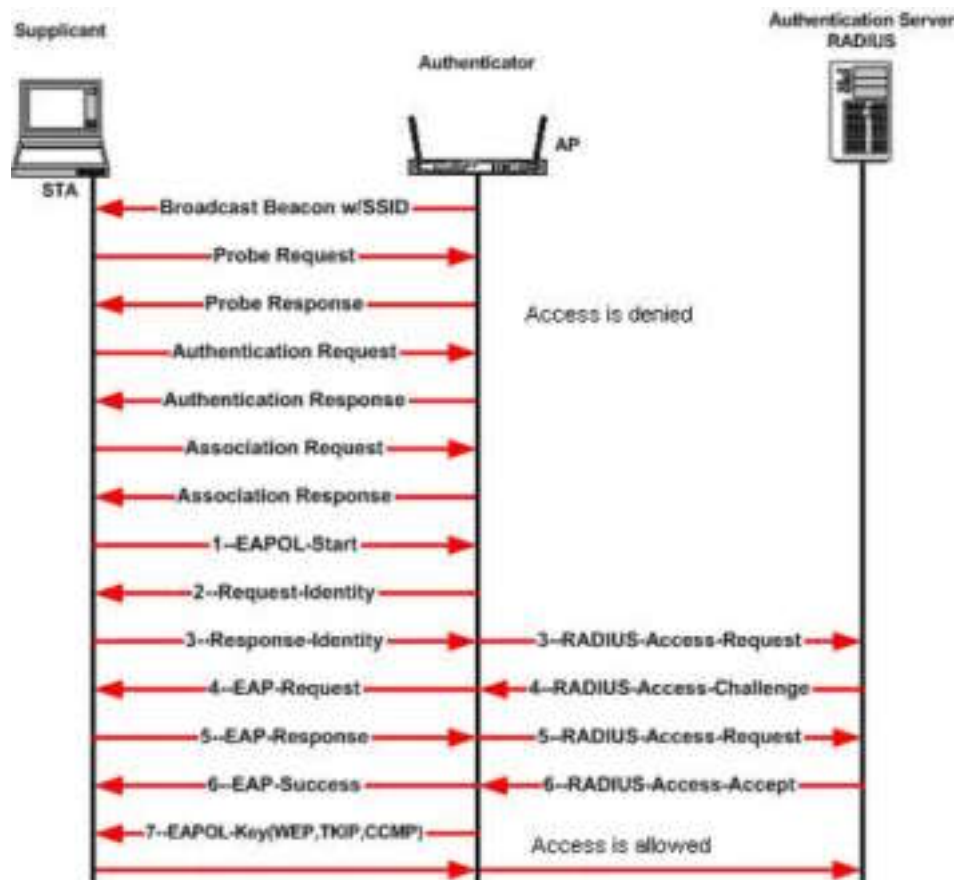 Supplicant
Authenticator
Authentication Server
RADIUS
STA
AP
Broadcast Beacon w/SSID
Probe Request
Probe Response
Access is denied
Authentication Request
Authentication Response
Association Request
Association Response
1--EAPOL-Start
2--Request-Identity
3--Response-Identity
3--RADIUS-Access-Request
4--EAP-Request
4--RADIUS-Access-Challenge
5--EAP-Response
5--RADIUS-Access-Request
6--EAP-Success
6--RADIUS-Access-Accept
7--EAPOL-Key(WEP,TKIP,CCMP)
Access is allowed